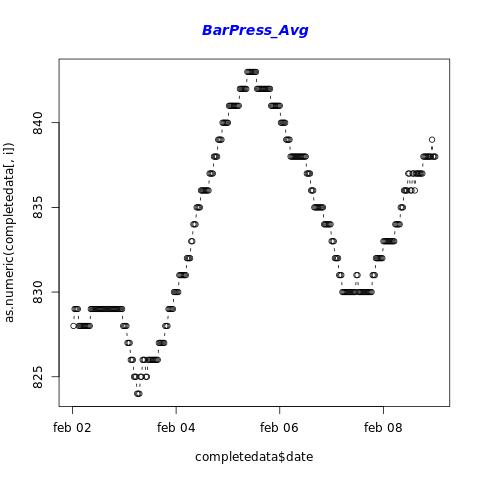 BarPress_Avg
as.numeric(completedata[, i])
840
835
830
825
feb 02
feb 04
feb 06
feb 08
completedata$date